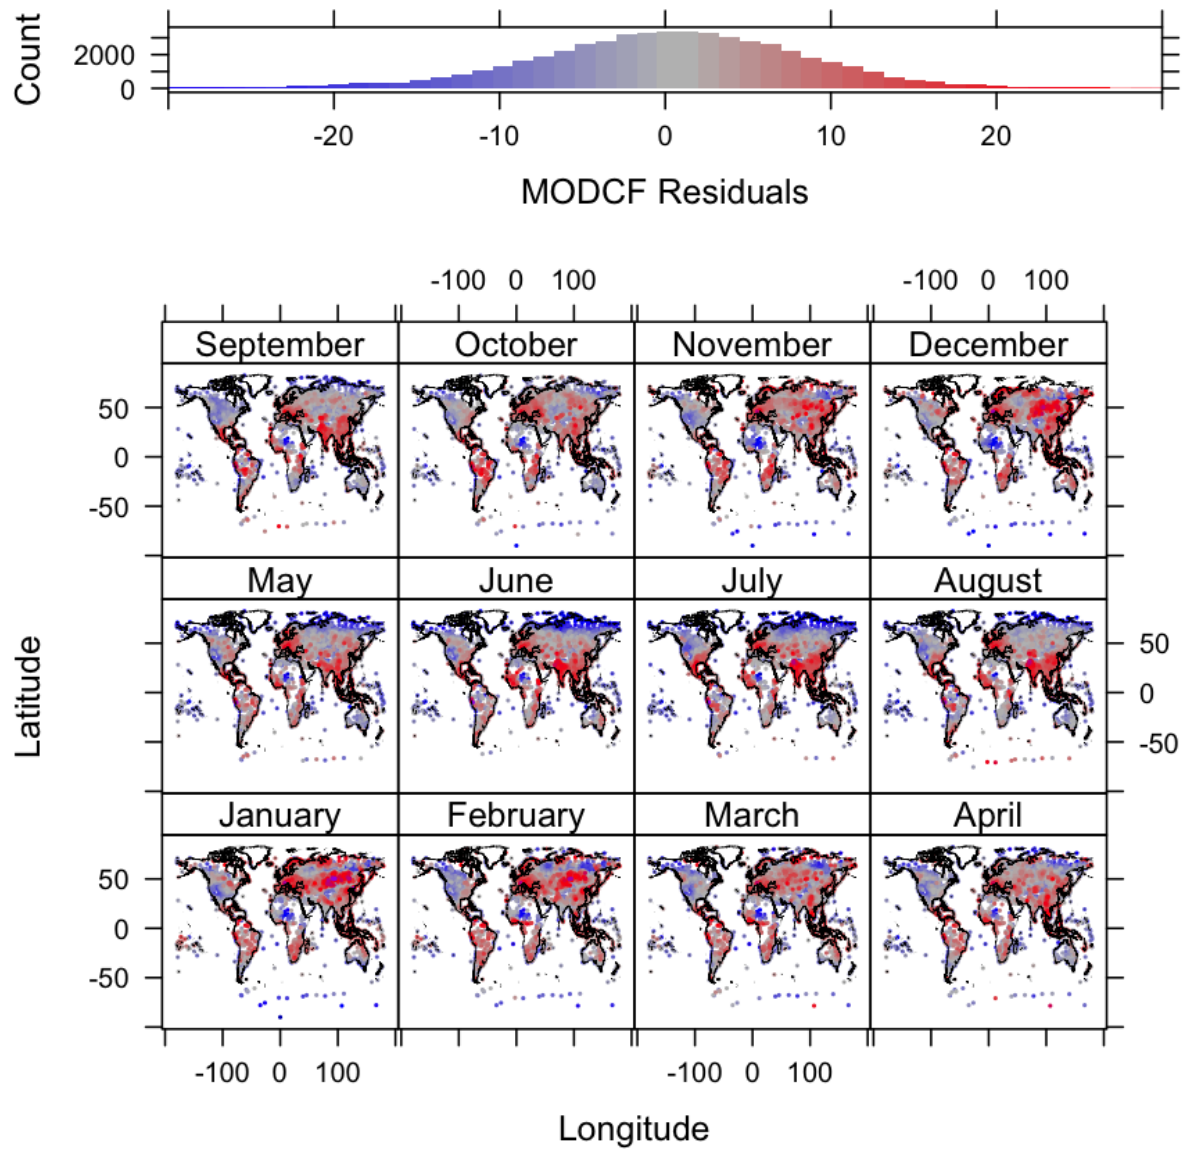 Count
2000
0
-20 -10 0 10 20
MODCF Residuals
-100 0 100 -100 0 100
September October November December
50
0
-50
May June July August
50
0
-50
Latitude
January February March April
50
0
-50
-100 0 100 -100 0 100
Longitude